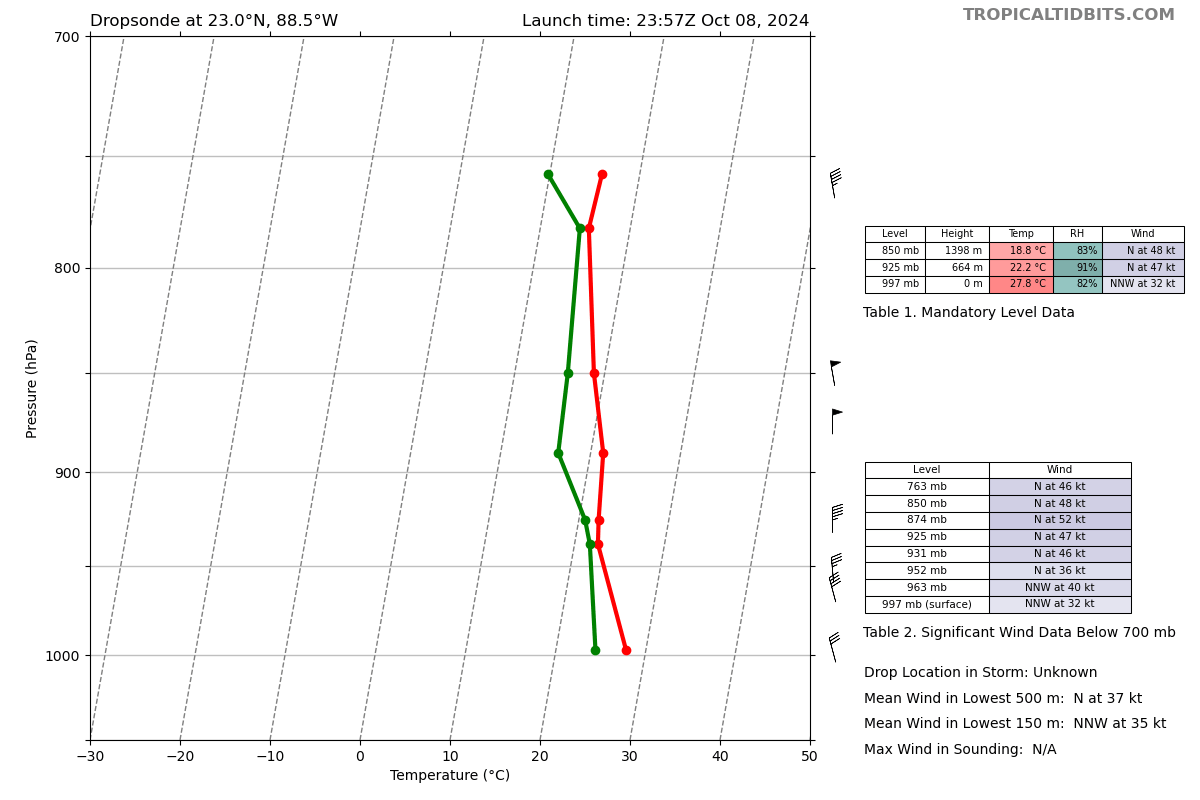 Dropsonde at 23.0°N, 88.5°W
Launch time: 23:57Z Oct 08, 2024
TROPICALTIDBITS.COM
700
800
900
1000
Pressure (hPa)
−30 −20 −10 0 10 20 30 40 50
Temperature (°C)
Level Height Temp RH Wind
850 mb 1398 m 18.8 °C 83% N at 48 kt
925 mb 664 m 22.2 °C 91% N at 47 kt
997 mb 0 m 27.8 °C 82% NNW at 32 kt
Table 1. Mandatory Level Data
Level Wind
763 mb N at 46 kt
850 mb N at 48 kt
874 mb N at 52 kt
925 mb N at 47 kt
931 mb N at 46 kt
952 mb N at 36 kt
963 mb NNW at 40 kt
997 mb (surface) NNW at 32 kt
Table 2. Significant Wind Data Below 700 mb
Drop Location in Storm: Unknown
Mean Wind in Lowest 500 m: N at 37 kt
Mean Wind in Lowest 150 m: NNW at 35 kt
Max Wind in Sounding: N/A